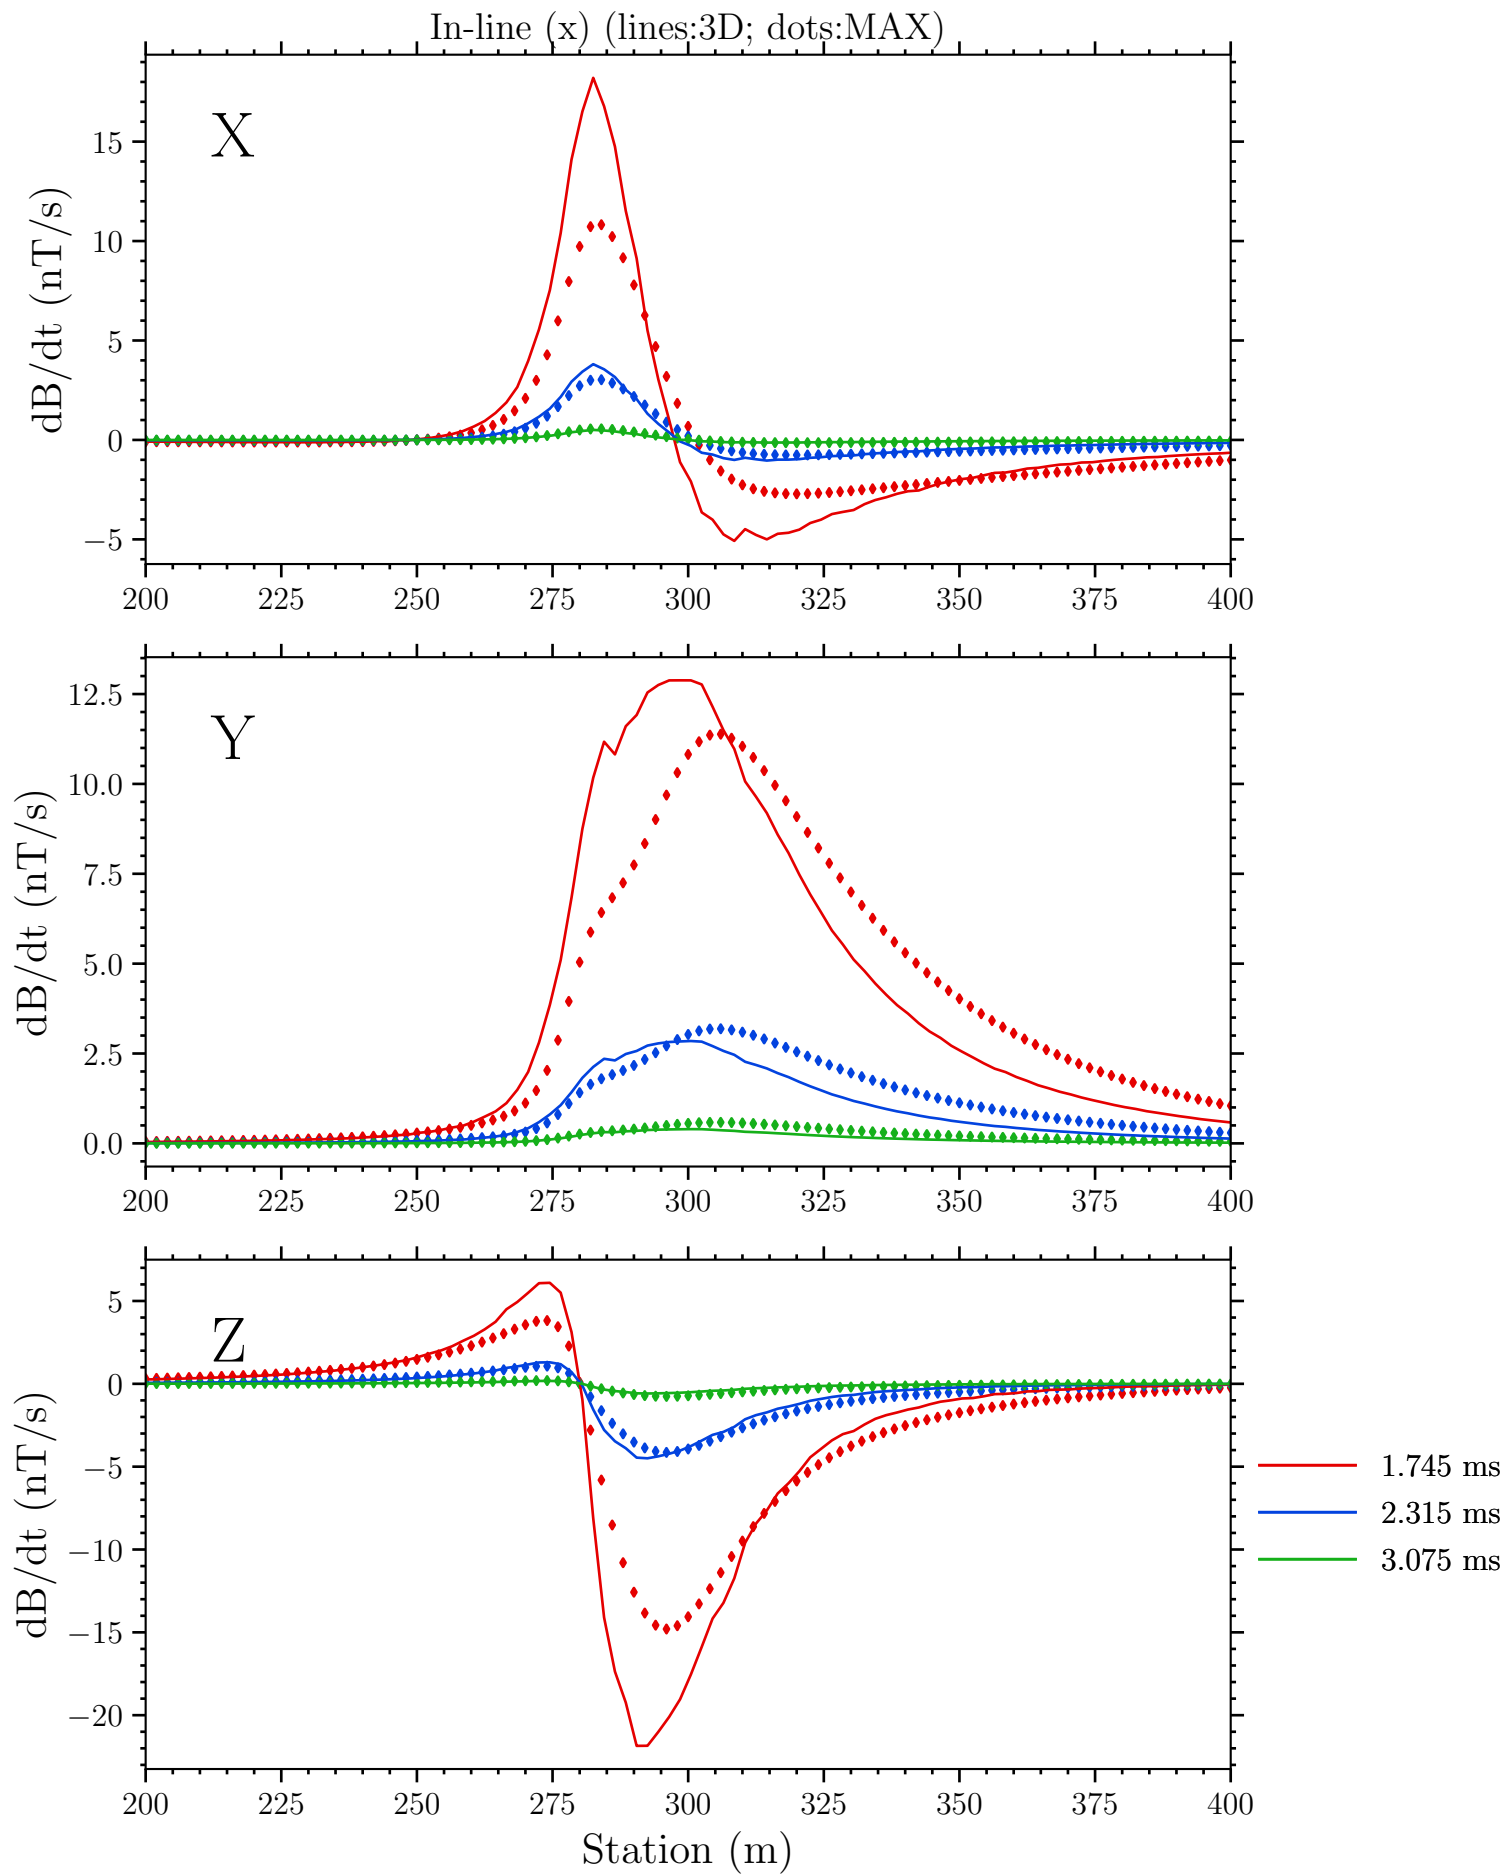 In-line (x) (lines:3D; dots:MAX)
X
dB/dt (nT/s)
15
10
5
0
−5
200 225 250 275 300 325 350 375 400
Y
dB/dt (nT/s)
12.5
10.0
7.5
5.0
2.5
0.0
200 225 250 275 300 325 350 375 400
Z
dB/dt (nT/s)
5
0
−5
−10
−15
−20
200 225 250 275 300 325 350 375 400
Station (m)
1.745 ms
2.315 ms
3.075 ms